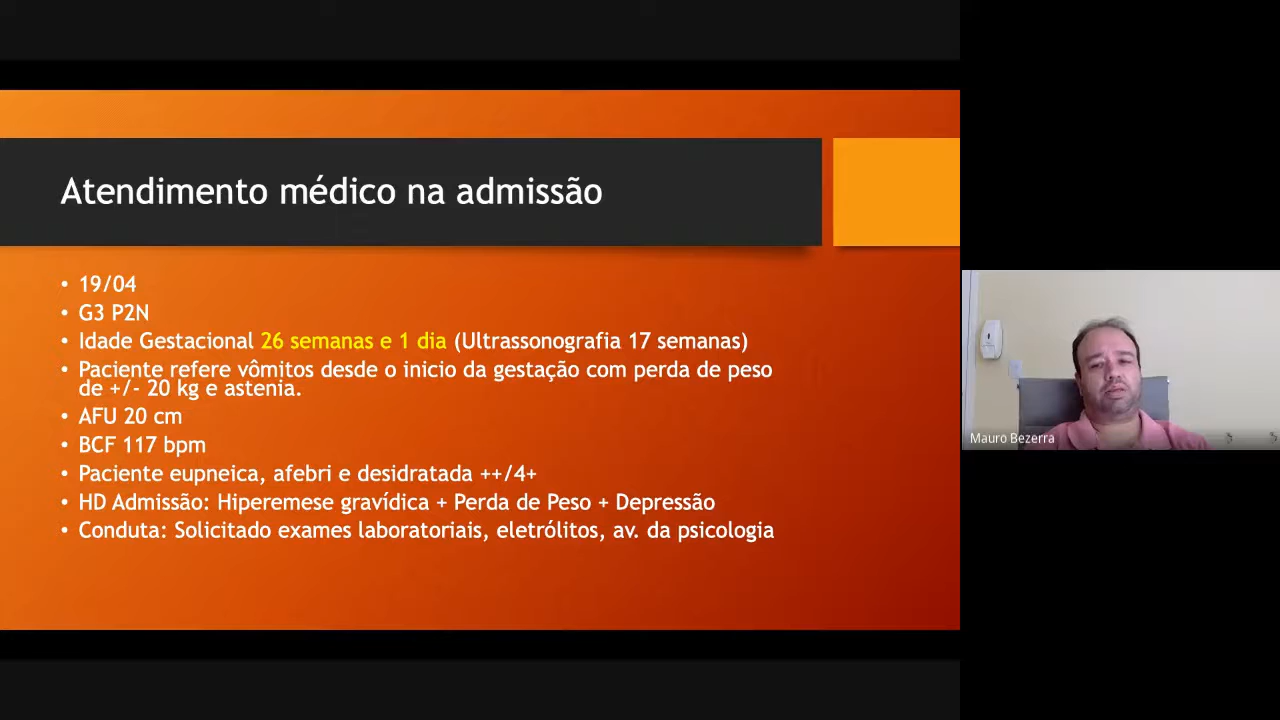 Atendimento médico na admissão
• 19/04
• G3 P2N
• Idade Gestacional 26 semanas e 1 dia (Ultrassonografia 17 semanas)
• Paciente refere vômitos desde o inicio da gestação com perda de peso
de +/- 20 kg e astenia.
• AFU 20 cm
• BCF 117 bpm
• Paciente eupneica, afebri e desidratada ++/4+
• HD Admissão: Hiperemese gravídica + Perda de Peso + Depressão
• Conduta: Solicitado exames laboratoriais, eletrólitos, av. da psicologia
Mauro Bezerra